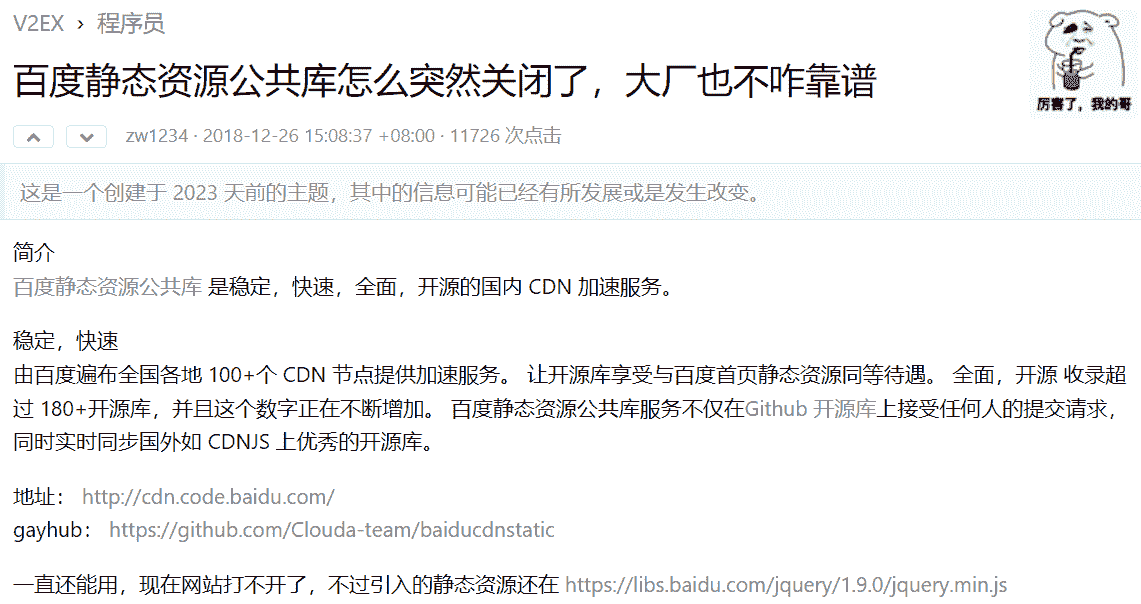 V2EX › 程序员
百度静态资源公共库怎么突然关闭了，大厂也不咋靠谱
厉害了，我的哥
zw1234 · 2018-12-26 15:08:37 +08:00 · 11726 次点击
这是一个创建于 2023 天前的主题，其中的信息可能已经有所发展或是发生改变。
简介
百度静态资源公共库 是稳定，快速，全面，开源的国内 CDN 加速服务。
稳定，快速
由百度遍布全国各地 100+个 CDN 节点提供加速服务。 让开源库享受与百度首页静态资源同等待遇。 全面，开源 收录超
过 180+开源库，并且这个数字正在不断增加。 百度静态资源公共库服务不仅在Github 开源库上接受任何人的提交请求，
同时实时同步国外如 CDNJS 上优秀的开源库。
地址： http://cdn.code.baidu.com/
gayhub： https://github.com/Clouda-team/baiducdnstatic
一直还能用，现在网站打不开了，不过引入的静态资源还在 https://libs.baidu.com/jquery/1.9.0/jquery.min.js